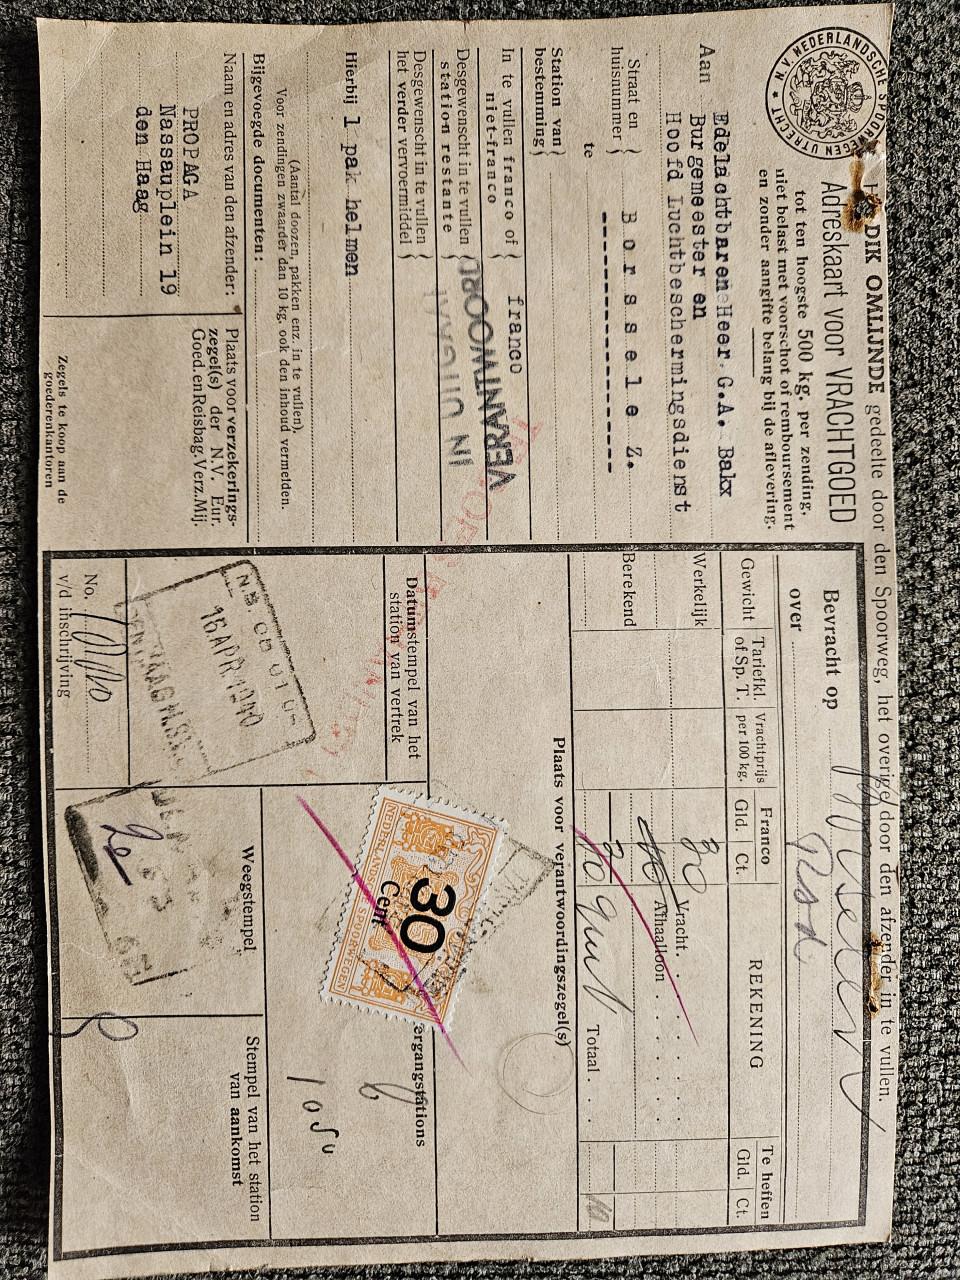 N.V. NEDERLANDSCHE SPOORWEGEN UTRECHT
DIK OMLIJNDE gedeelte door den Spoorweg, het overige door den afzender in te vullen.
Adreskaart voor VRACHTGOED
tot ten hoogste 500 kg. per zending,
niet belast met voorschot of remboursement
en zonder aangifte belang bij de aflevering.
Aan Edelachtbaren Heer G.A. Bakx
Burgemeester en
Hoofd Luchtbeschermingsdienst
Straat en
huisnummer
te Borssele Z.
Station van
bestemming
In te vullen franco of
niet-franco
franco
Desgewenscht in te vullen
station restante
Desgewenscht in te vullen
het verder vervoermiddel
VERANTWOORD
IN UITGAAF
Hierbij 1 pak helmen
(Aantal doozen, pakken enz. in te vullen).
Voor zendingen zwaarder dan 10 kg. ook den inhoud vermelden.
Bijgevoegde documenten:
Naam en adres van den afzender:
PROPAGA
Nassauplein 19
den Haag
Plaats voor verzekerings-
zegel(s) der N.V. Eur.
Goed.en Reisbag.Verz.Mij.
Zegels te koop aan de
goederenkantoren
Bevracht op
over
Gewicht
Tariefkl.
of Sp. T.
Vrachtprijs
per 100 kg.
Franco
Gld. Ct.
REKENING
Te heffen
Gld. Ct.
Werkelijk
30
Vracht
Berekend
Afhaalloon
30
Totaal
10
Plaats voor verantwoordingszegel(s)
30
Cent
NEDERLANDSCHE SPOORWEGEN
Datumstempel van het
station van vertrek
16 APR. 1940
No.
v/d inschrijving
Weegstempel
ergangstations
1050
Stempel van het station
van aankomst